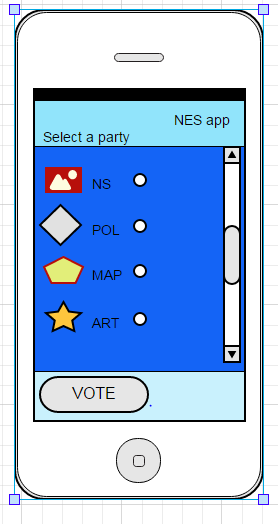 NES app
Select a party
NS
POL
MAP
ART
VOTE
.